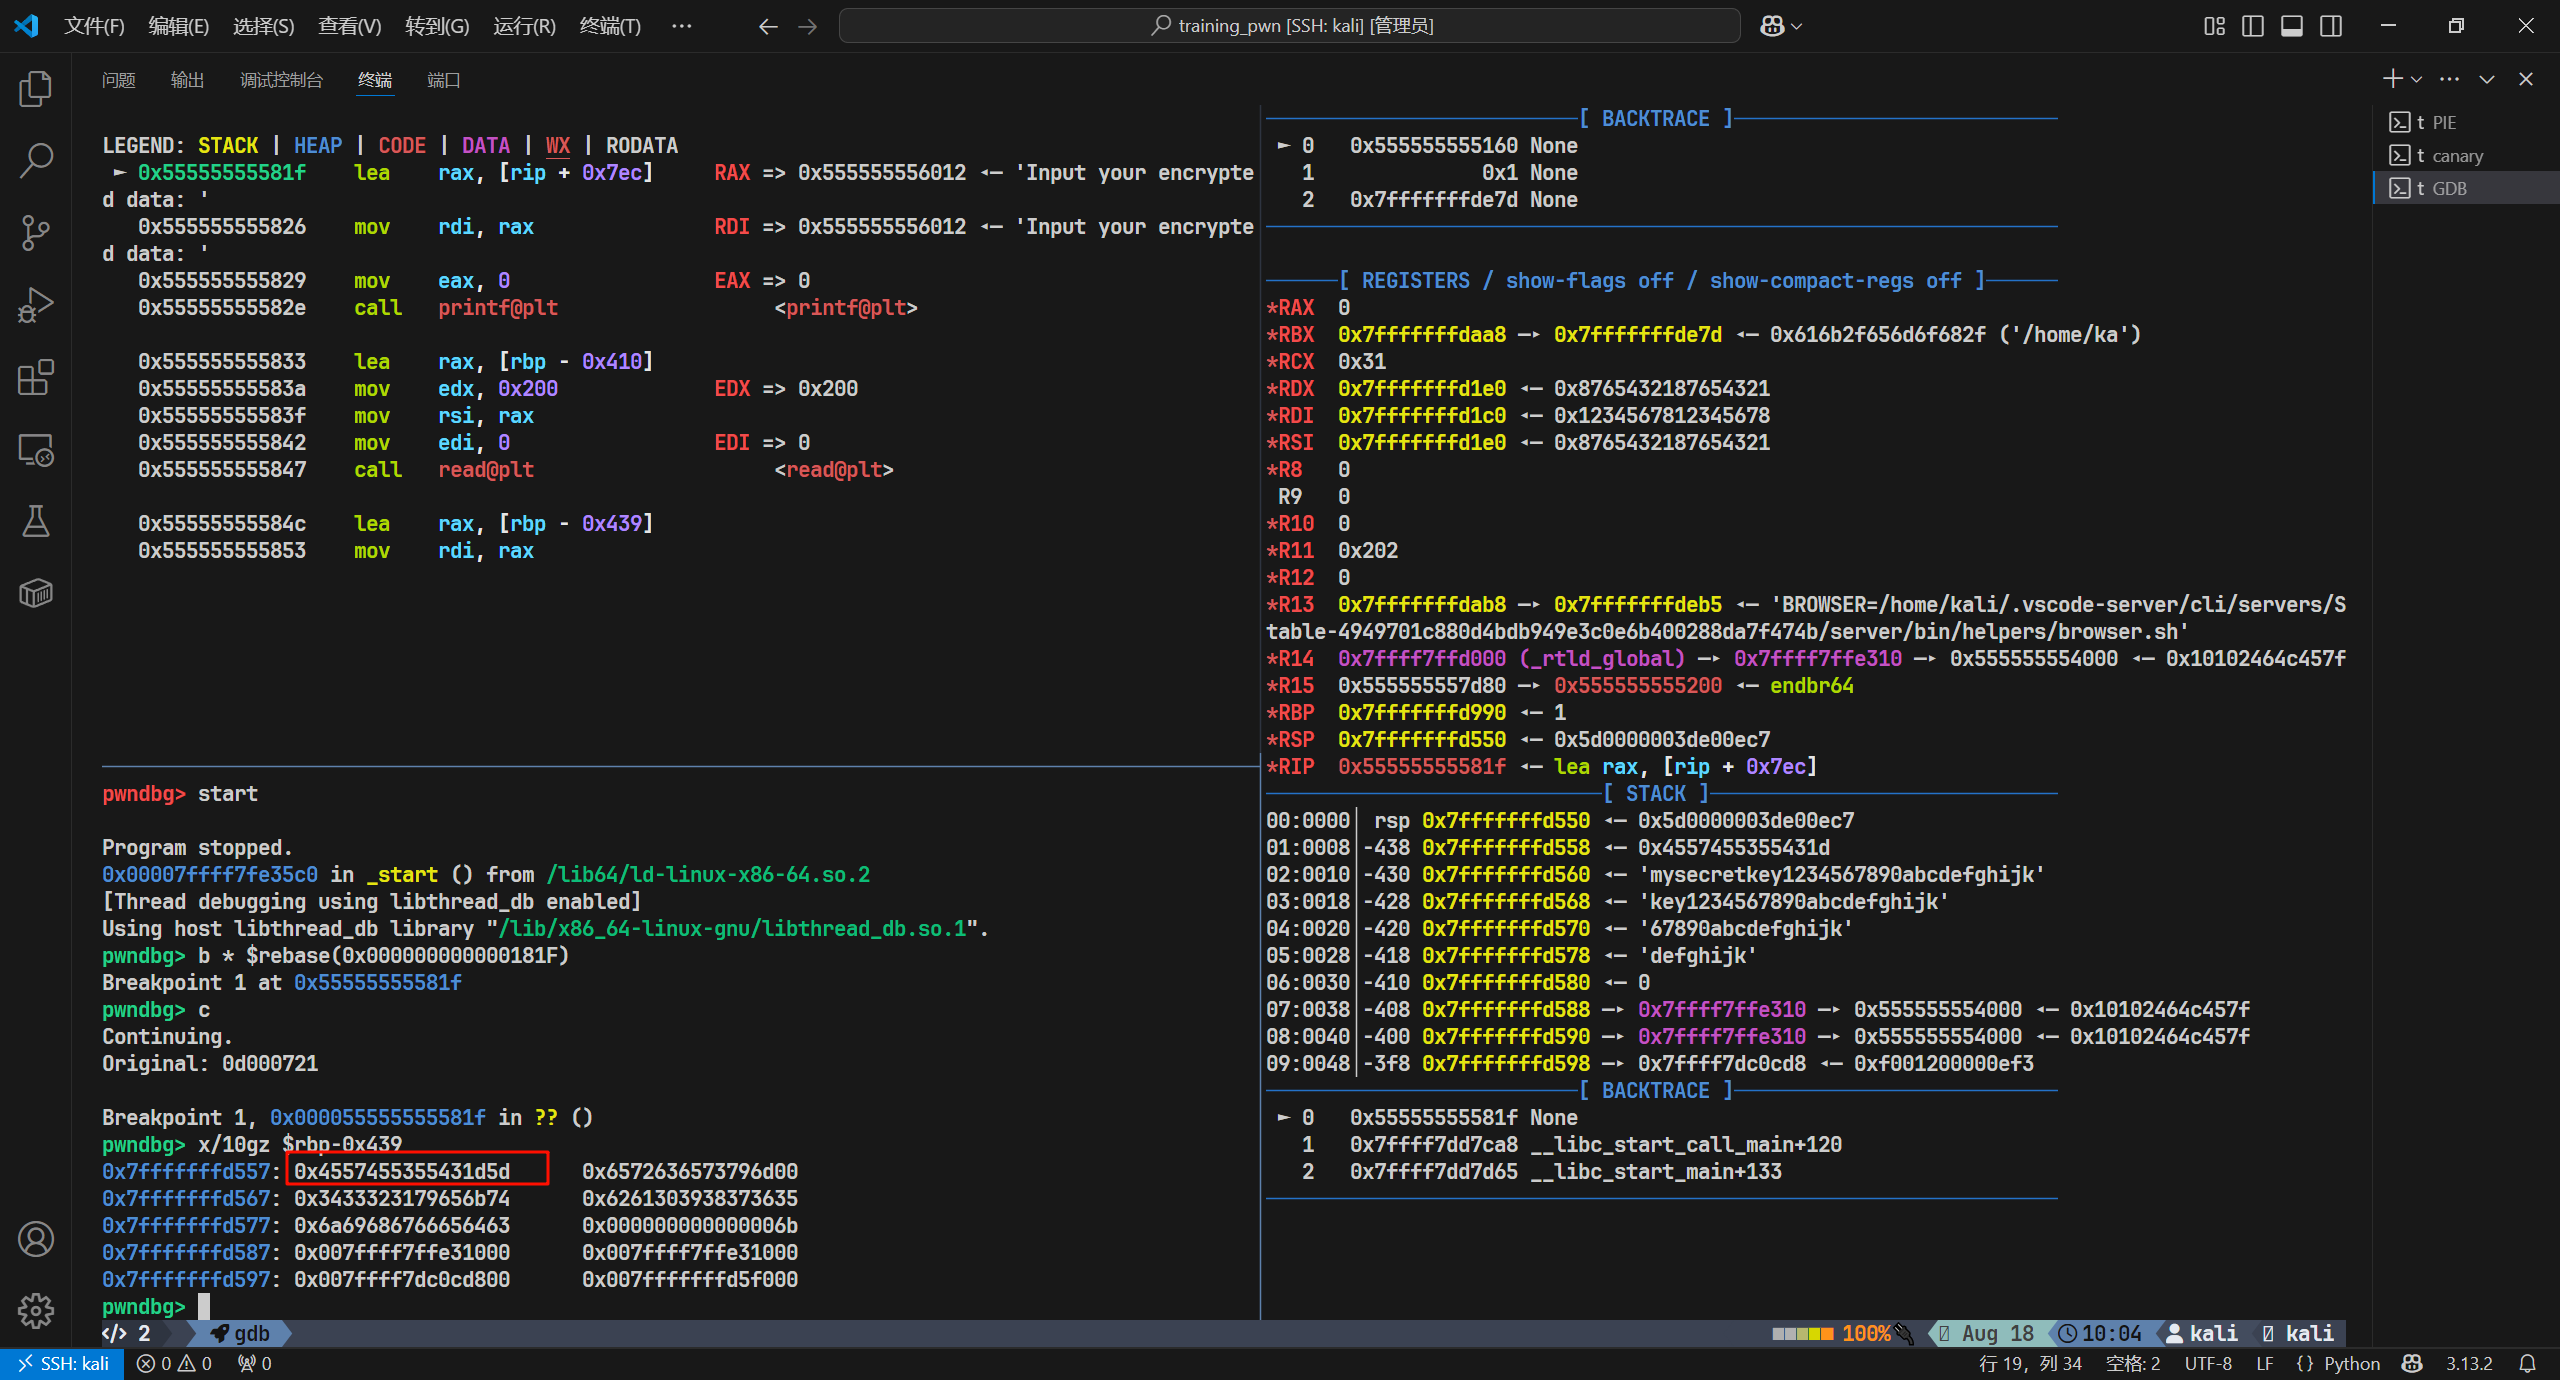 文件(F) 编辑(E) 选择(S) 查看(V) 转到(G) 运行(R) 终端(T) ··· training_pwn [SSH: kali] [管理员]
问题 输出 调试控制台 终端 端口
LEGEND: STACK | HEAP | CODE | DATA | WX | RODATA
► 0x55555555581f lea rax, [rip + 0x7ec] RAX => 0x555555556012 ◂— 'Input your encrypte
d data: '
0x555555555826 mov rdi, rax RDI => 0x555555556012 ◂— 'Input your encrypte
d data: '
0x555555555829 mov eax, 0 EAX => 0
0x55555555582e call printf@plt <printf@plt>
0x555555555833 lea rax, [rbp - 0x410]
0x55555555583a mov edx, 0x200 EDX => 0x200
0x55555555583f mov rsi, rax
0x555555555842 mov edi, 0 EDI => 0
0x555555555847 call read@plt <read@plt>
0x55555555584c lea rax, [rbp - 0x439]
0x555555555853 mov rdi, rax
pwndbg> start
Program stopped.
0x00007ffff7fe35c0 in _start () from /lib64/ld-linux-x86-64.so.2
[Thread debugging using libthread_db enabled]
Using host libthread_db library "/lib/x86_64-linux-gnu/libthread_db.so.1".
pwndbg> b * $rebase(0x000000000000181F)
Breakpoint 1 at 0x55555555581f
pwndbg> c
Continuing.
Original: 0d000721
Breakpoint 1, 0x000055555555581f in ?? ()
pwndbg> x/10gz $rbp-0x439
0x7fffffffd557: 0x4557455355431d5d 0x6572636573796d00
0x7fffffffd567: 0x3433323179656b74 0x6261303938373635
0x7fffffffd577: 0x6a69686766656463 0x000000000000006b
0x7fffffffd587: 0x007ffff7ffe31000 0x007ffff7ffe31000
0x7fffffffd597: 0x007ffff7dc0cd800 0x007fffffffd5f000
pwndbg>
[ BACKTRACE ]
► 0 0x555555555160 None
1 0x1 None
2 0x7fffffffde7d None
[ REGISTERS / show-flags off / show-compact-regs off ]
*RAX 0
*RBX 0x7fffffffdaa8 —▸ 0x7fffffffde7d ◂— 0x616b2f656d6f682f ('/home/ka')
*RCX 0x31
*RDX 0x7fffffffd1e0 ◂— 0x8765432187654321
*RDI 0x7fffffffd1c0 ◂— 0x1234567812345678
*RSI 0x7fffffffd1e0 ◂— 0x8765432187654321
*R8 0
R9 0
*R10 0
*R11 0x202
*R12 0
*R13 0x7fffffffdab8 —▸ 0x7fffffffdeb5 ◂— 'BROWSER=/home/kali/.vscode-server/cli/servers/S
table-4949701c880d4bdb949e3c0e6b400288da7f474b/server/bin/helpers/browser.sh'
*R14 0x7ffff7ffd000 (_rtld_global) —▸ 0x7ffff7ffe310 —▸ 0x555555554000 ◂— 0x10102464c457f
*R15 0x555555557d80 —▸ 0x555555555200 ◂— endbr64
*RBP 0x7fffffffd990 ◂— 1
*RSP 0x7fffffffd550 ◂— 0x5d0000003de00ec7
*RIP 0x55555555581f ◂— lea rax, [rip + 0x7ec]
[ STACK ]
00:0000│ rsp 0x7fffffffd550 ◂— 0x5d0000003de00ec7
01:0008│-438 0x7fffffffd558 ◂— 0x4557455355431d
02:0010│-430 0x7fffffffd560 ◂— 'mysecretkey1234567890abcdefghijk'
03:0018│-428 0x7fffffffd568 ◂— 'key1234567890abcdefghijk'
04:0020│-420 0x7fffffffd570 ◂— '67890abcdefghijk'
05:0028│-418 0x7fffffffd578 ◂— 'defghijk'
06:0030│-410 0x7fffffffd580 ◂— 0
07:0038│-408 0x7fffffffd588 —▸ 0x7ffff7ffe310 —▸ 0x555555554000 ◂— 0x10102464c457f
08:0040│-400 0x7fffffffd590 —▸ 0x7ffff7ffe310 —▸ 0x555555554000 ◂— 0x10102464c457f
09:0048│-3f8 0x7fffffffd598 —▸ 0x7ffff7dc0cd8 ◂— 0xf001200000ef3
[ BACKTRACE ]
► 0 0x55555555581f None
1 0x7ffff7dd7ca8 __libc_start_call_main+120
2 0x7ffff7dd7d65 __libc_start_main+133
t PIE
t canary
t GDB
</> 2 gdb 100% Aug 18 10:04 kali kali
SSH: kali 0 0 0 行 19，列 34 空格: 2 UTF-8 LF {} Python 3.13.2